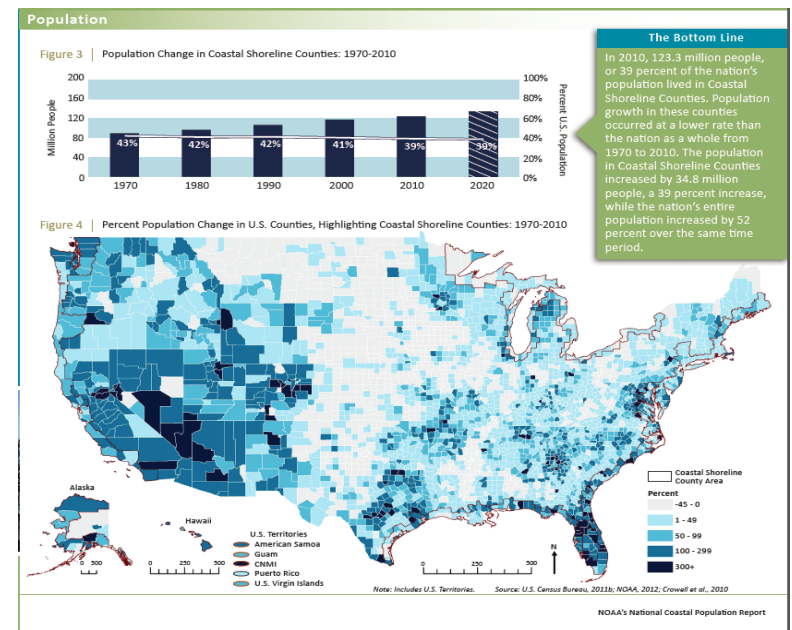 Population
Figure 3 | Population Change in Coastal Shoreline Counties: 1970-2010
200
160
120
80
40
0
Million People
100%
80%
60%
40%
20%
0%
Percent U.S. Population
43%
42%
42%
41%
39%
39%
1970
1980
1990
2000
2010
2020
The Bottom Line
In 2010, 123.3 million people,
or 39 percent of the nation's
population lived in Coastal
Shoreline Counties. Population
growth in these counties
occurred at a lower rate than
the nation as a whole from
1970 to 2010. The population
in Coastal Shoreline Counties
increased by 34.8 million
people, a 39 percent increase,
while the nation's entire
population increased by 52
percent over the same time
period.
Figure 4 | Percent Population Change in U.S. Counties, Highlighting Coastal Shoreline Counties: 1970-2010
Alaska
0 500
Hawaii
0 250 500
U.S. Territories
American Samoa
Guam
CNMI
Puerto Rico
U.S. Virgin Islands
0 250 500
N
Coastal Shoreline
County Area
Percent
-45 - 0
1 - 49
50 - 99
100 - 299
300+
Note: Includes U.S. Territories. Source: U.S. Census Bureau, 2011b; NOAA, 2012; Crowell et al., 2010
NOAA's National Coastal Population Report